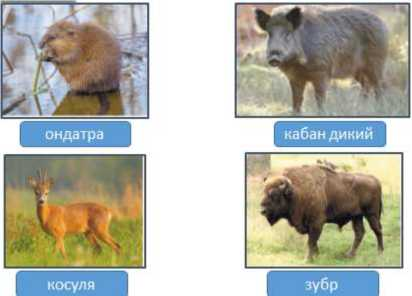 ондатра
кабан дикий
косуля
зубр